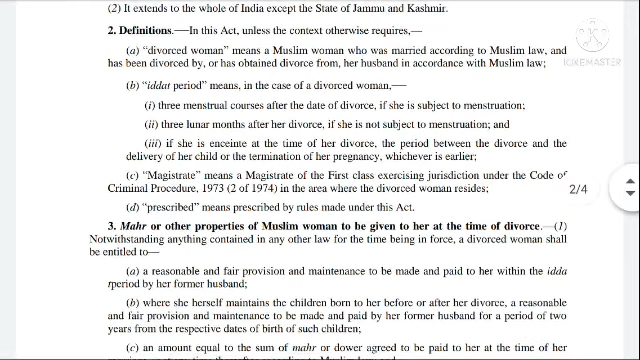 (2) It extends to the whole of India except the State of Jammu and Kashmir.
2. Definitions.—In this Act, unless the context otherwise requires,—
(a) “divorced woman” means a Muslim woman who was married according to Muslim law, and
has been divorced by, or has obtained divorce from, her husband in accordance with Muslim law;
KINEMASTER
(b) “iddat period” means, in the case of a divorced woman,—
(i) three menstrual courses after the date of divorce, if she is subject to menstruation;
(ii) three lunar months after her divorce, if she is not subject to menstruation; and
(iii) if she is enceinte at the time of her divorce, the period between the divorce and the
delivery of her child or the termination of her pregnancy, whichever is earlier;
(c) “Magistrate” means a Magistrate of the First class exercising jurisdiction under the Code of
Criminal Procedure, 1973 (2 of 1974) in the area where the divorced woman resides;
2/4
(d) “prescribed” means prescribed by rules made under this Act.
3. Mahr or other properties of Muslim woman to be given to her at the time of divorce.—(1)
Notwithstanding anything contained in any other law for the time being in force, a divorced woman shall
be entitled to—
(a) a reasonable and fair provision and maintenance to be made and paid to her within the idda
tperiod by her former husband;
(b) where she herself maintains the children born to her before or after her divorce, a reasonable
and fair provision and maintenance to be made and paid by her former husband for a period of two
years from the respective dates of birth of such children;
(c) an amount equal to the sum of mahr or dower agreed to be paid to her at the time of her